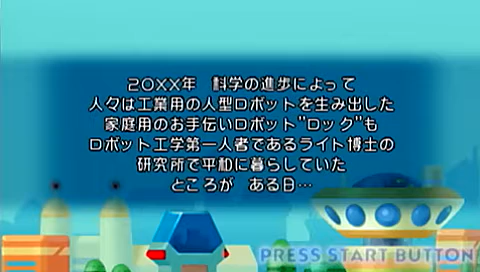 20XX年　科学の進歩によって
人々は工業用の人型ロボットを生み出した
家庭用のお手伝いロボット"ロック"も
ロボット工学第一人者であるライト博士の
研究所で平和に暮らしていた
ところが　ある日…
PRESS START BUTTON